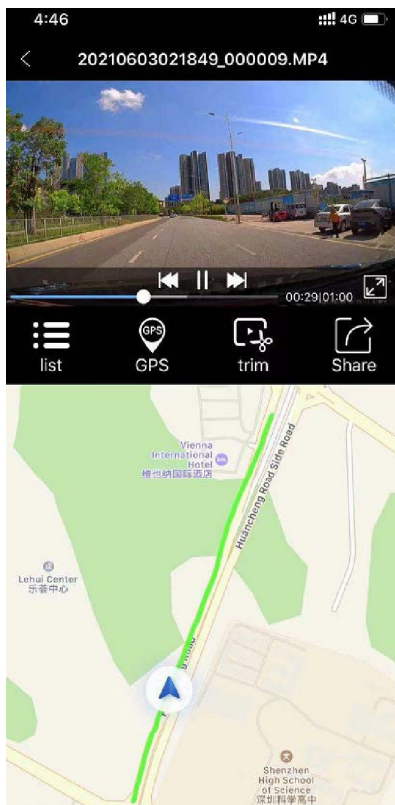 4:46
4G
20210603021849_000009.MP4
00:29|01:00
list
GPS
GPS
trim
Share
Vienna
International
Hotel
维也纳国际酒店
Huancheng Road Side Road
Lehui Center
乐荟中心
Road
Shenzhen
High School
of Science
深圳科学高中